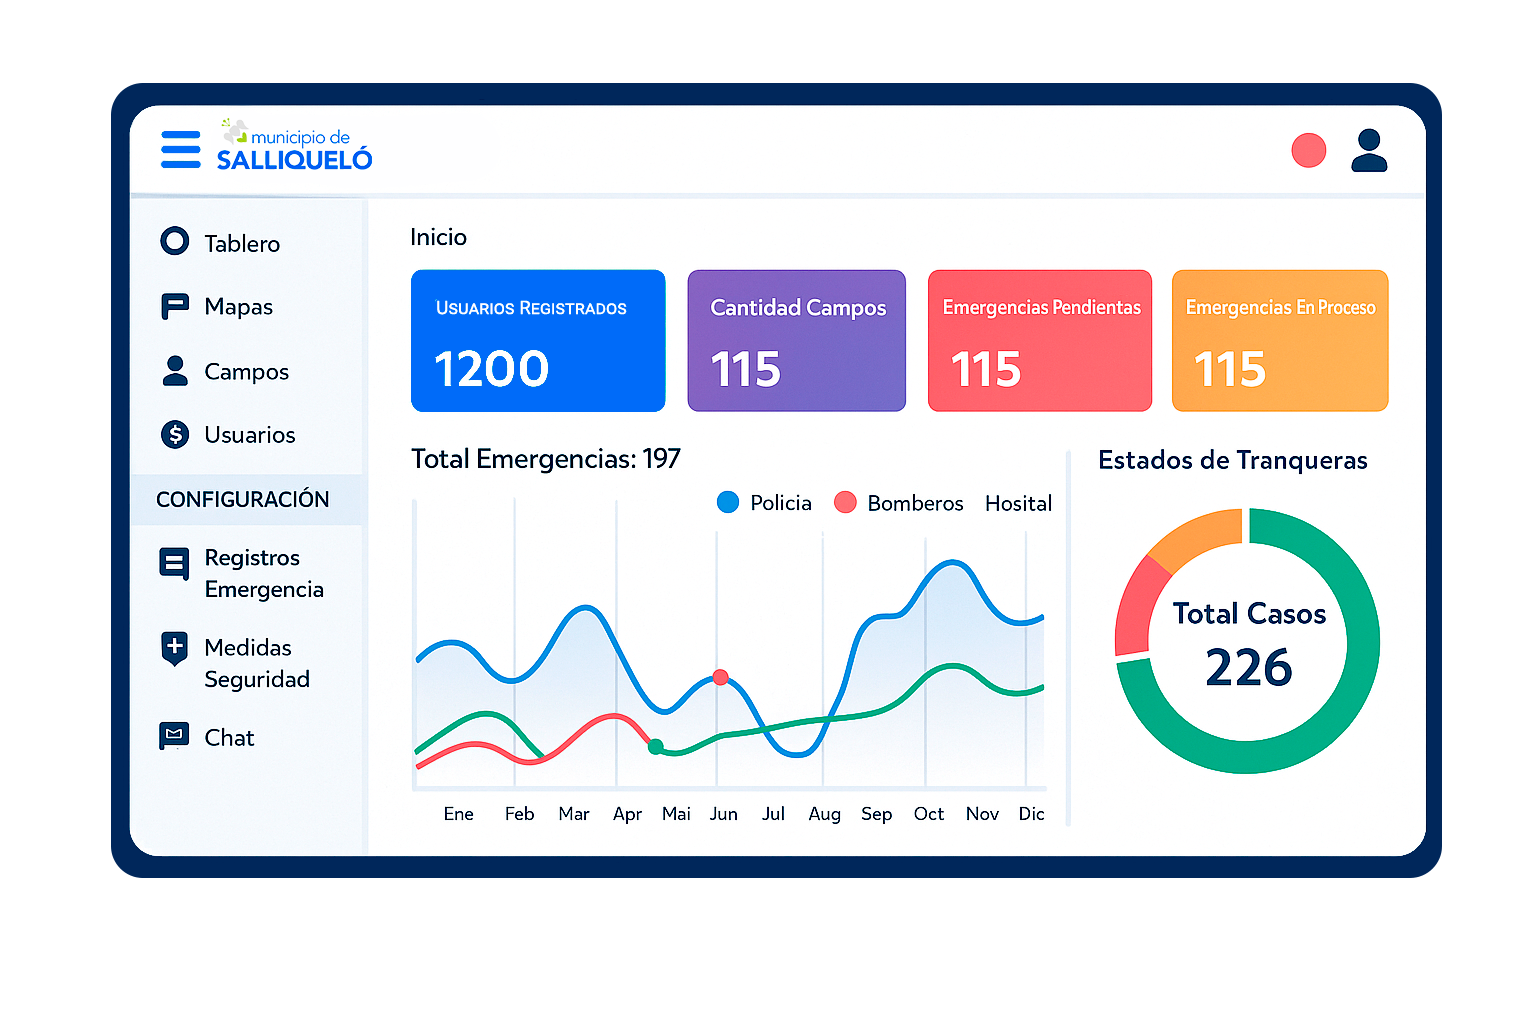 municipio de
SALLIQUELÓ
Tablero
Mapas
Campos
$
Usuarios
CONFIGURACIÓN
Registros
Emergencia
Medidas
Seguridad
Chat
Inicio
USUARIOS REGISTRADOS
1200
Cantidad Campos
115
Emergencias Pendientas
115
Emergencias En Proceso
115
Total Emergencias: 197
Policia Bomberos Hosital
Ene Feb Mar Apr Mai Jun Jul Aug Sep Oct Nov Dic
Estados de Tranqueras
Total Casos
226